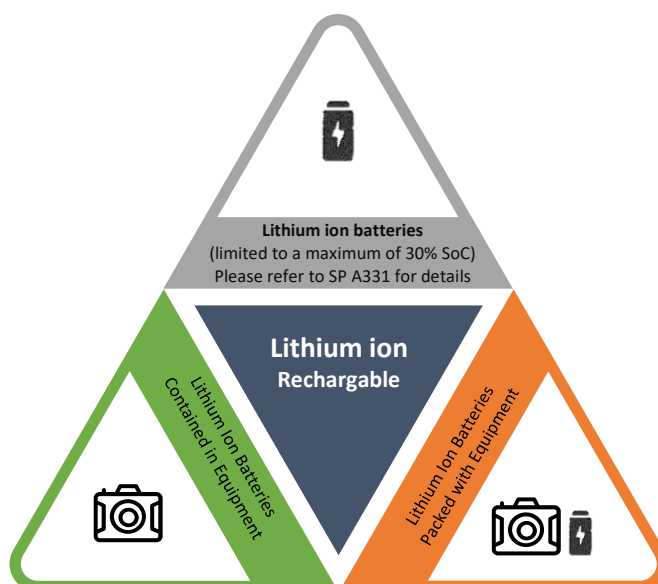 Lithium ion batteries
(limited to a maximum of 30% SoC)
Please refer to SP A331 for details
Lithium ion
Rechargable
Lithium Ion Batteries
Contained in Equipment
Lithium Ion Batteries
Packed with Equipment